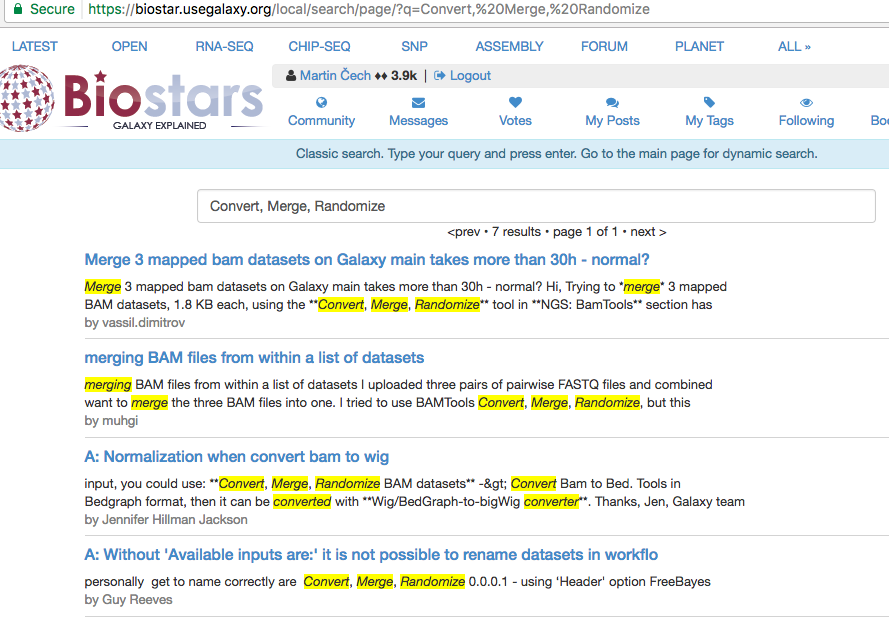 Secure https://biostar.usegalaxy.org/local/search/page/?q=Convert,%20Merge,%20Randomize
LATEST OPEN RNA-SEQ CHIP-SEQ SNP ASSEMBLY FORUM PLANET ALL »
Martin Čech ♦♦ 3.9k | Logout
Biostars
GALAXY EXPLAINED
Community Messages Votes My Posts My Tags Following Boo
Classic search. Type your query and press enter. Go to the main page for dynamic search.
Convert, Merge, Randomize
<prev • 7 results • page 1 of 1 • next >
Merge 3 mapped bam datasets on Galaxy main takes more than 30h - normal?
Merge 3 mapped bam datasets on Galaxy main takes more than 30h - normal? Hi, Trying to *merge* 3 mapped
BAM datasets, 1.8 KB each, using the **Convert, Merge, Randomize** tool in **NGS: BamTools** section has
by vassil.dimitrov
merging BAM files from within a list of datasets
merging BAM files from within a list of datasets I uploaded three pairs of pairwise FASTQ files and combined
want to merge the three BAM files into one. I tried to use BAMTools Convert, Merge, Randomize, but this
by muhgi
A: Normalization when convert bam to wig
input, you could use: **Convert, Merge, Randomize BAM datasets** -&gt; Convert Bam to Bed. Tools in
Bedgraph format, then it can be converted with **Wig/BedGraph-to-bigWig converter**. Thanks, Jen, Galaxy team
by Jennifer Hillman Jackson
A: Without 'Available inputs are:' it is not possible to rename datasets in workflo
personally get to name correctly are Convert, Merge, Randomize 0.0.0.1 - using 'Header' option FreeBayes
by Guy Reeves